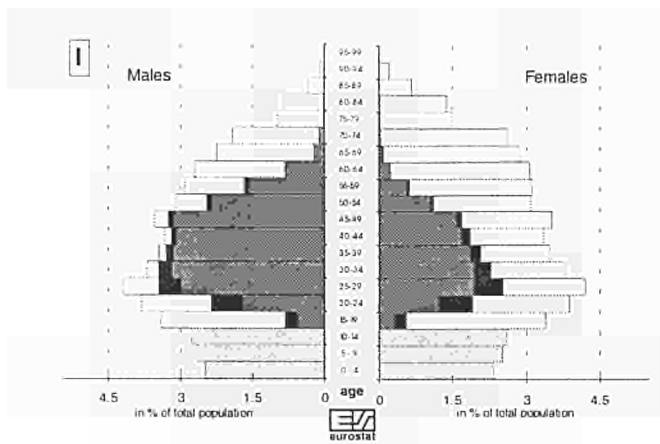 I
Males
Females
95-99
90-94
85-89
80-84
75-79
70-74
65-69
60-64
55-59
50-54
45-49
40-44
35-39
30-34
25-29
20-24
15-19
10-14
5-9
0-4
age
4.5 3 1.5 0 0 1.5 3 4.5
in % of total population in % of total population
eurostat